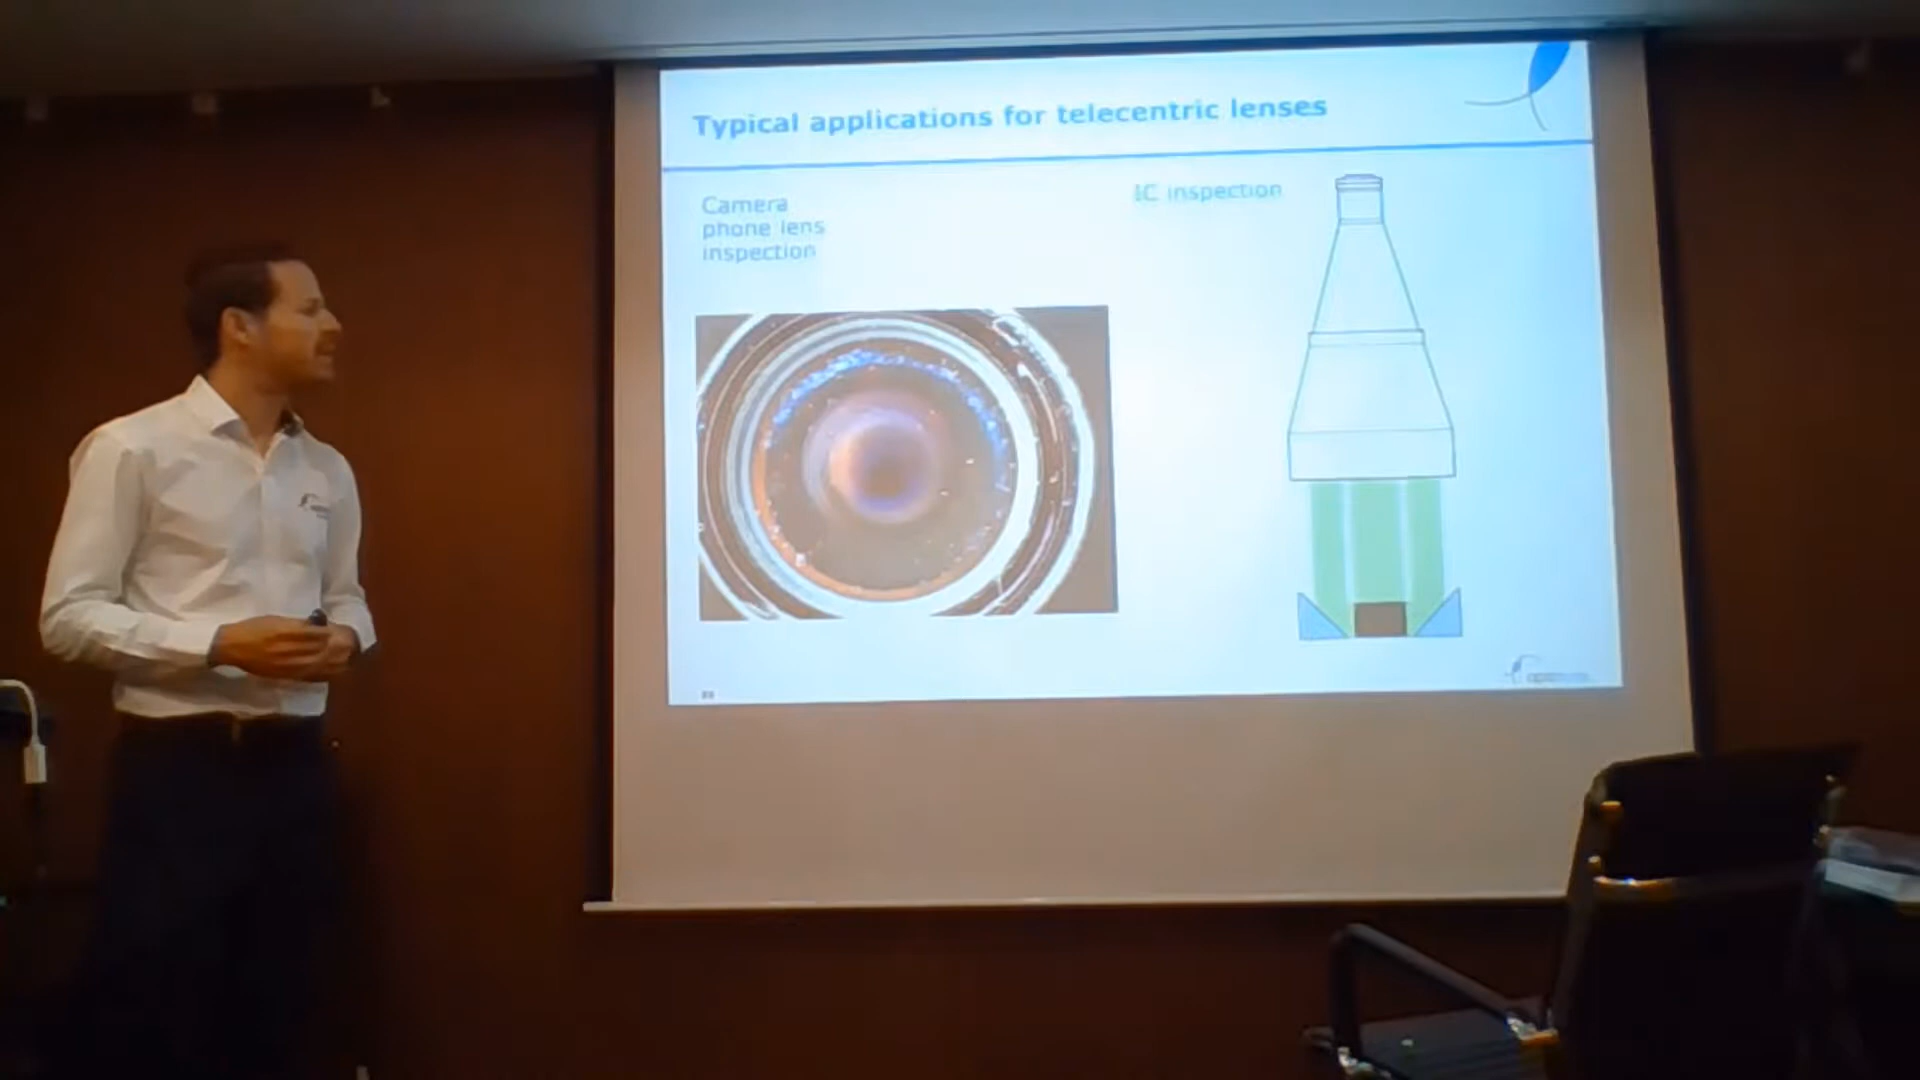 Typical applications for telecentric lenses
Camera
phone lens
inspection
IC inspection